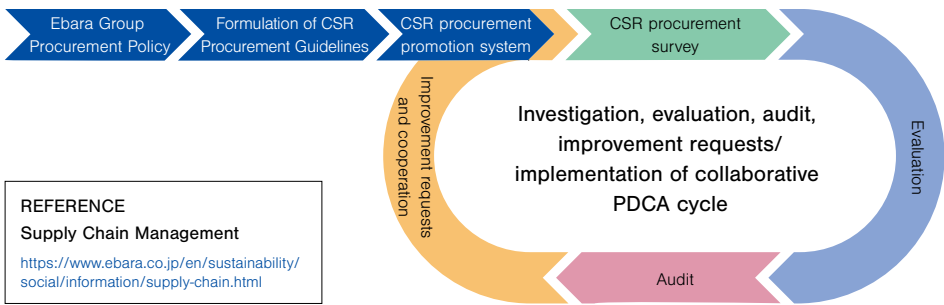 Ebara Group
Procurement Policy
Formulation of CSR
Procurement Guidelines
CSR procurement
promotion system
CSR procurement
survey
Evaluation
Audit
Improvement requests
and cooperation
Investigation, evaluation, audit,
improvement requests/
implementation of collaborative
PDCA cycle
REFERENCE
Supply Chain Management
https://www.ebara.co.jp/en/sustainability/
social/information/supply-chain.html